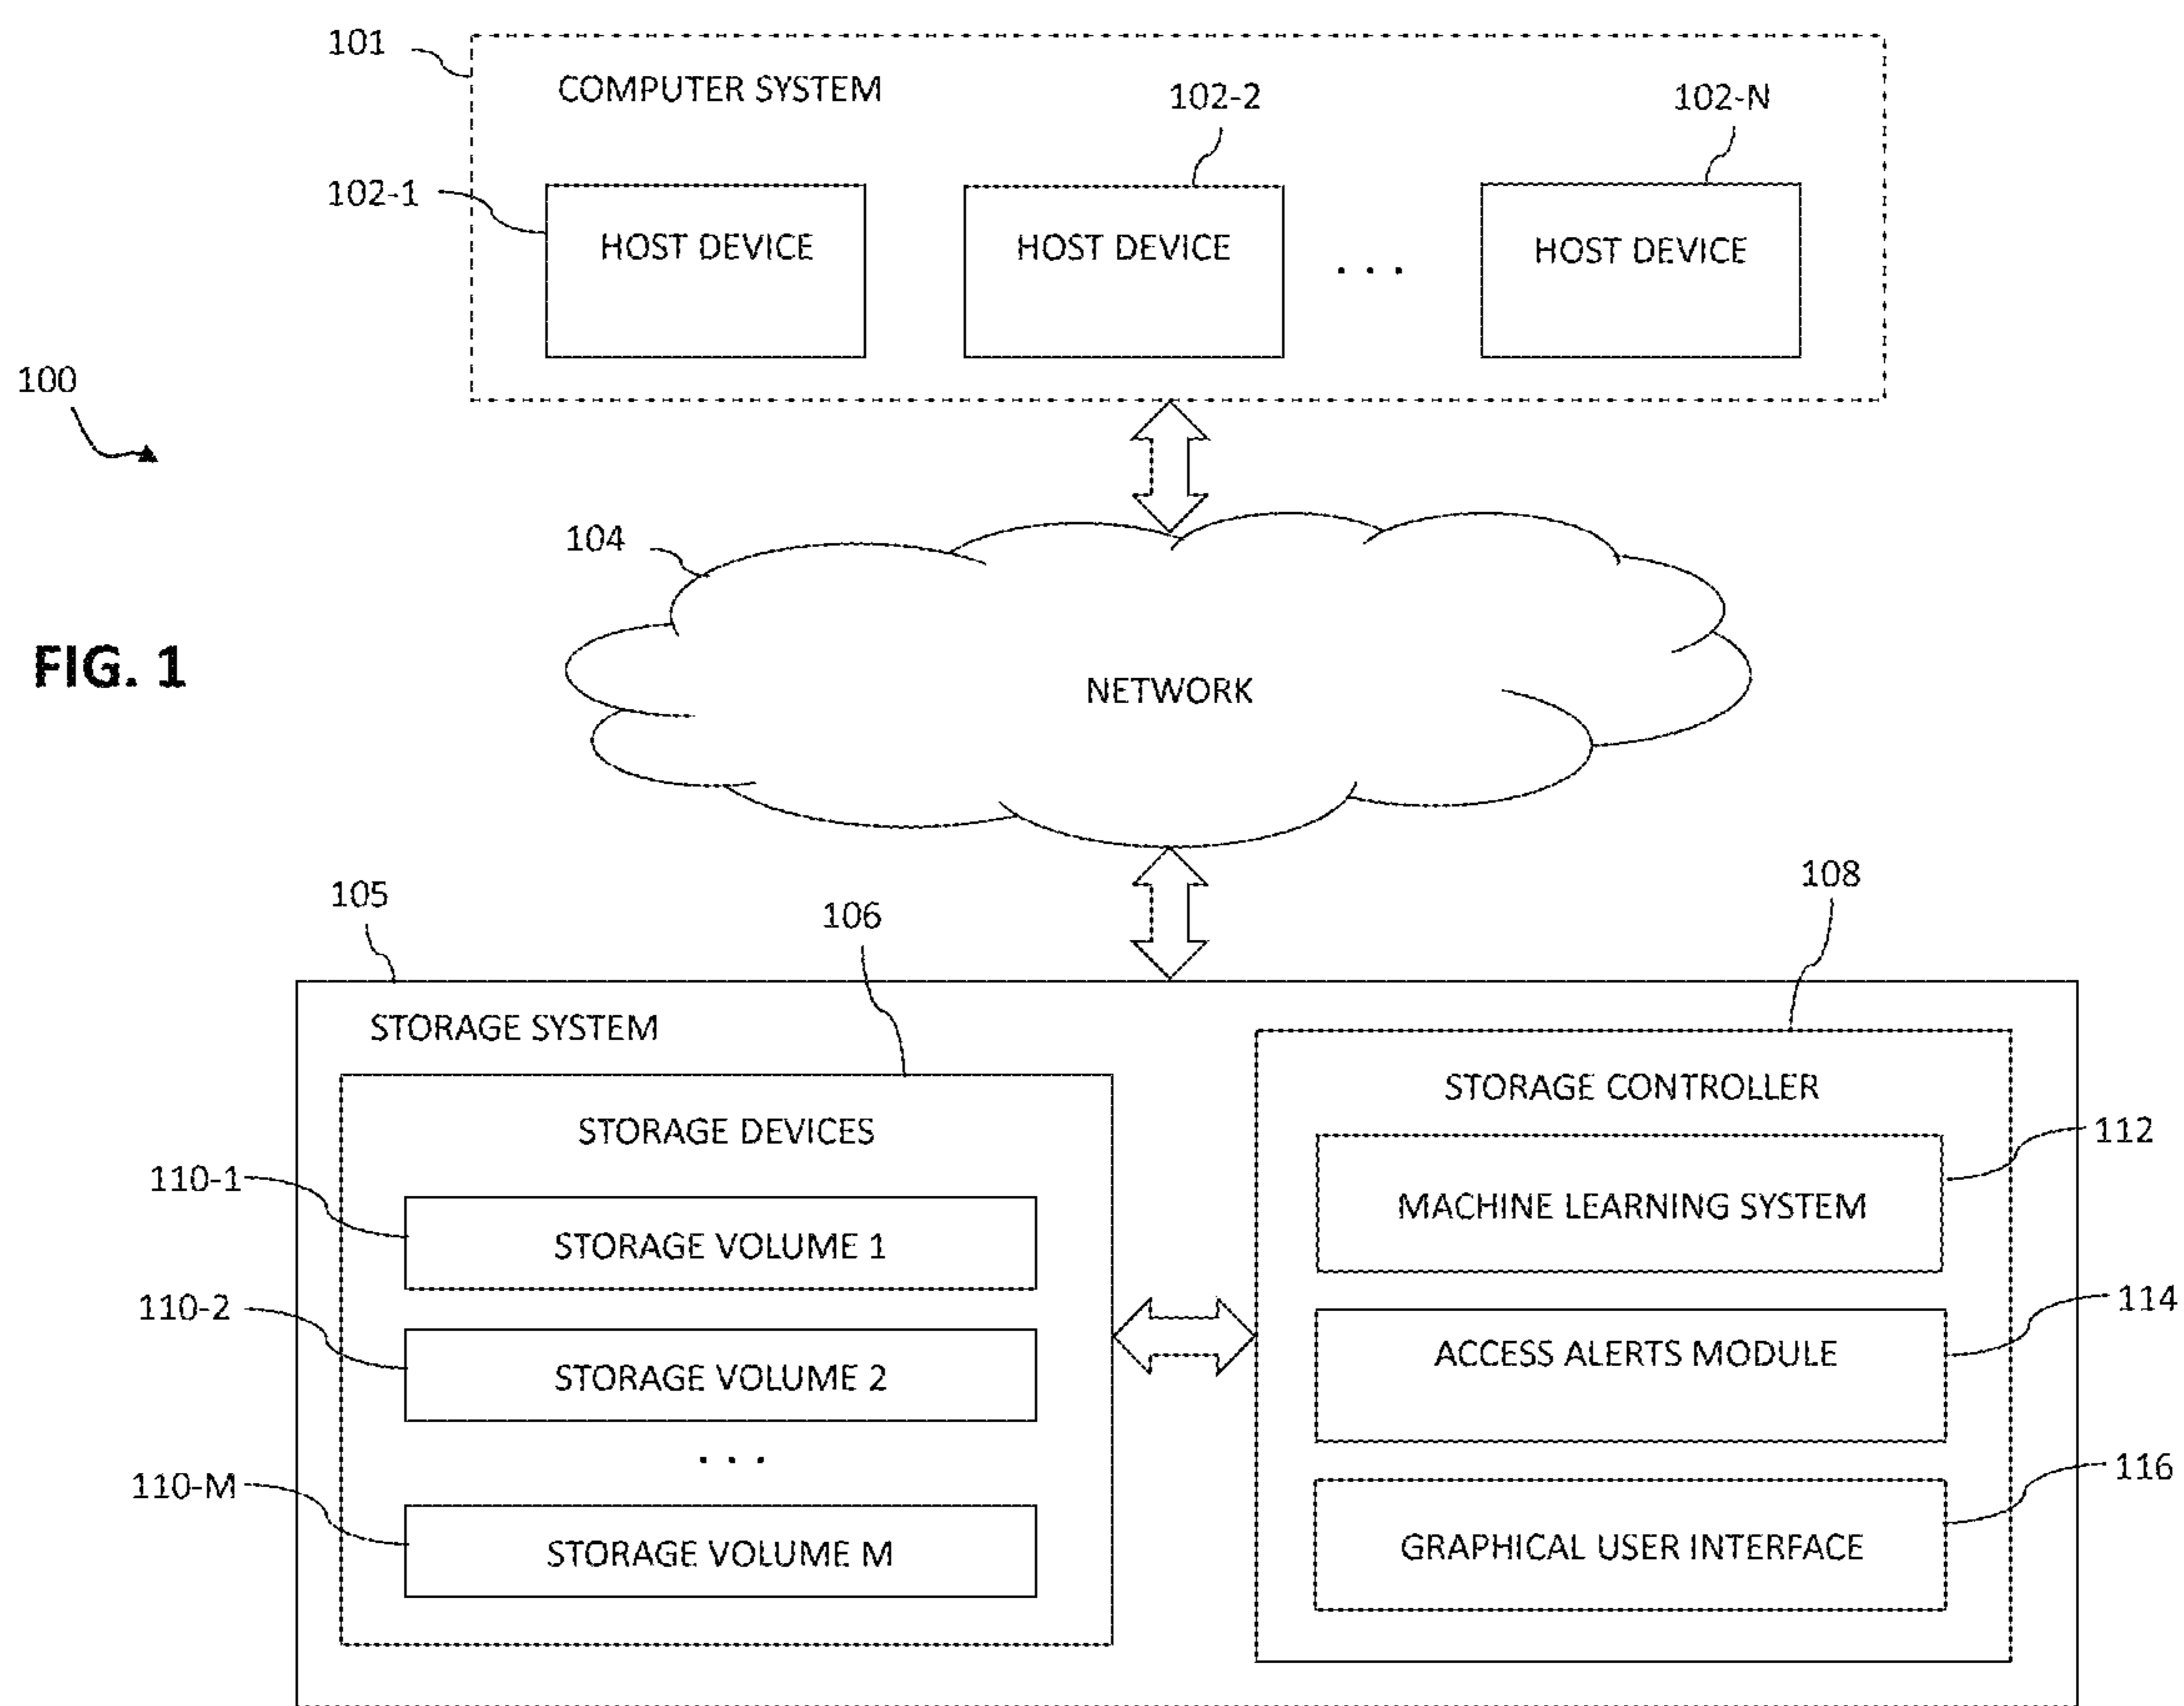 101
COMPUTER SYSTEM
102-2
102-N
102-1
HOST DEVICE
HOST DEVICE
. . .
HOST DEVICE
100
104
FIG. 1
NETWORK
105
106
108
STORAGE SYSTEM
STORAGE DEVICES
110-1
STORAGE VOLUME 1
110-2
STORAGE VOLUME 2
. . .
110-M
STORAGE VOLUME M
STORAGE CONTROLLER
112
MACHINE LEARNING SYSTEM
114
ACCESS ALERTS MODULE
116
GRAPHICAL USER INTERFACE